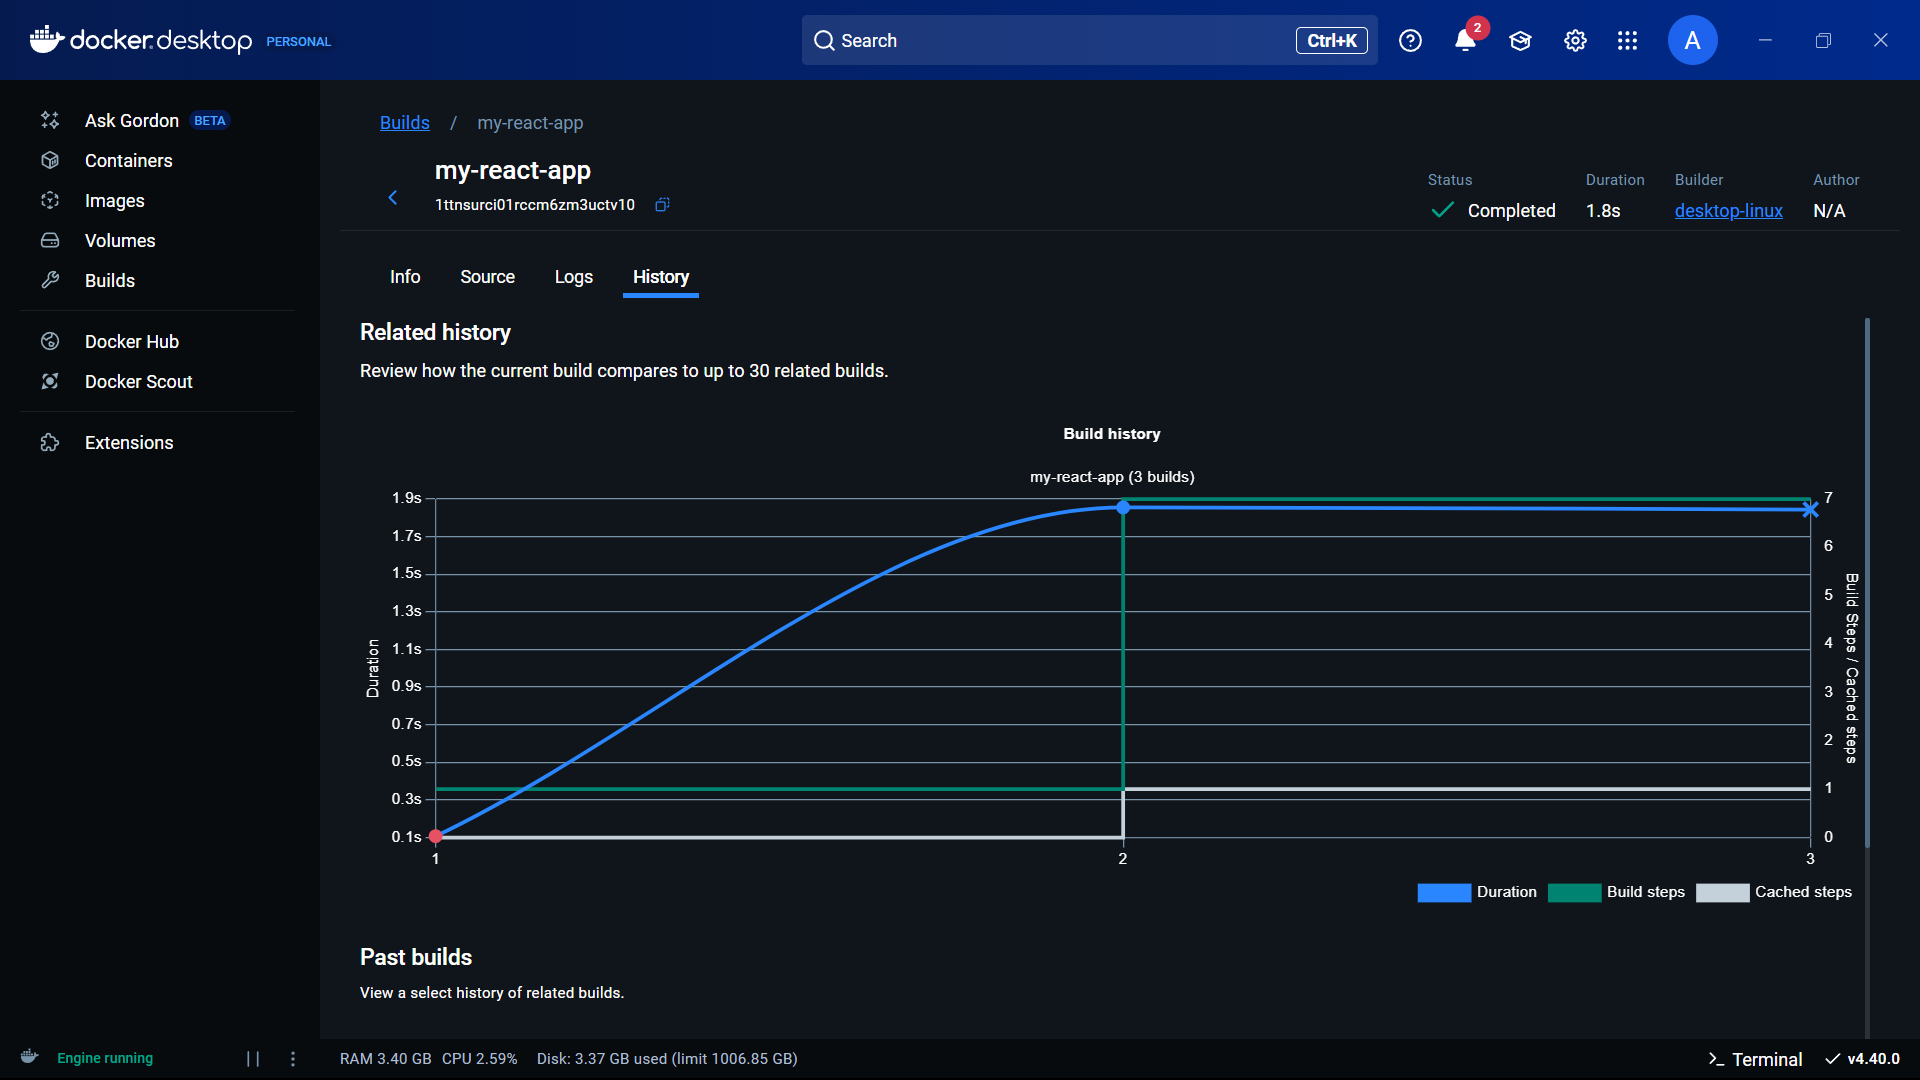 docker.desktop PERSONAL
Search Ctrl+K
2
A
Ask Gordon BETA
Containers
Images
Volumes
Builds
Docker Hub
Docker Scout
Extensions
Builds / my-react-app
my-react-app
1ttnsurci01rccm6zm3uctv10
Status Duration Builder Author
Completed 1.8s desktop-linux N/A
Info Source Logs History
Related history
Review how the current build compares to up to 30 related builds.
Build history
my-react-app (3 builds)
1.9s
1.7s
1.5s
1.3s
1.1s
0.9s
0.7s
0.5s
0.3s
0.1s
Duration
7
6
5
4
3
2
1
0
Build Steps / Cached steps
1 2 3
Duration Build steps Cached steps
Past builds
View a select history of related builds.
Engine running
RAM 3.40 GB CPU 2.59% Disk: 3.37 GB used (limit 1006.85 GB)
Terminal v4.40.0